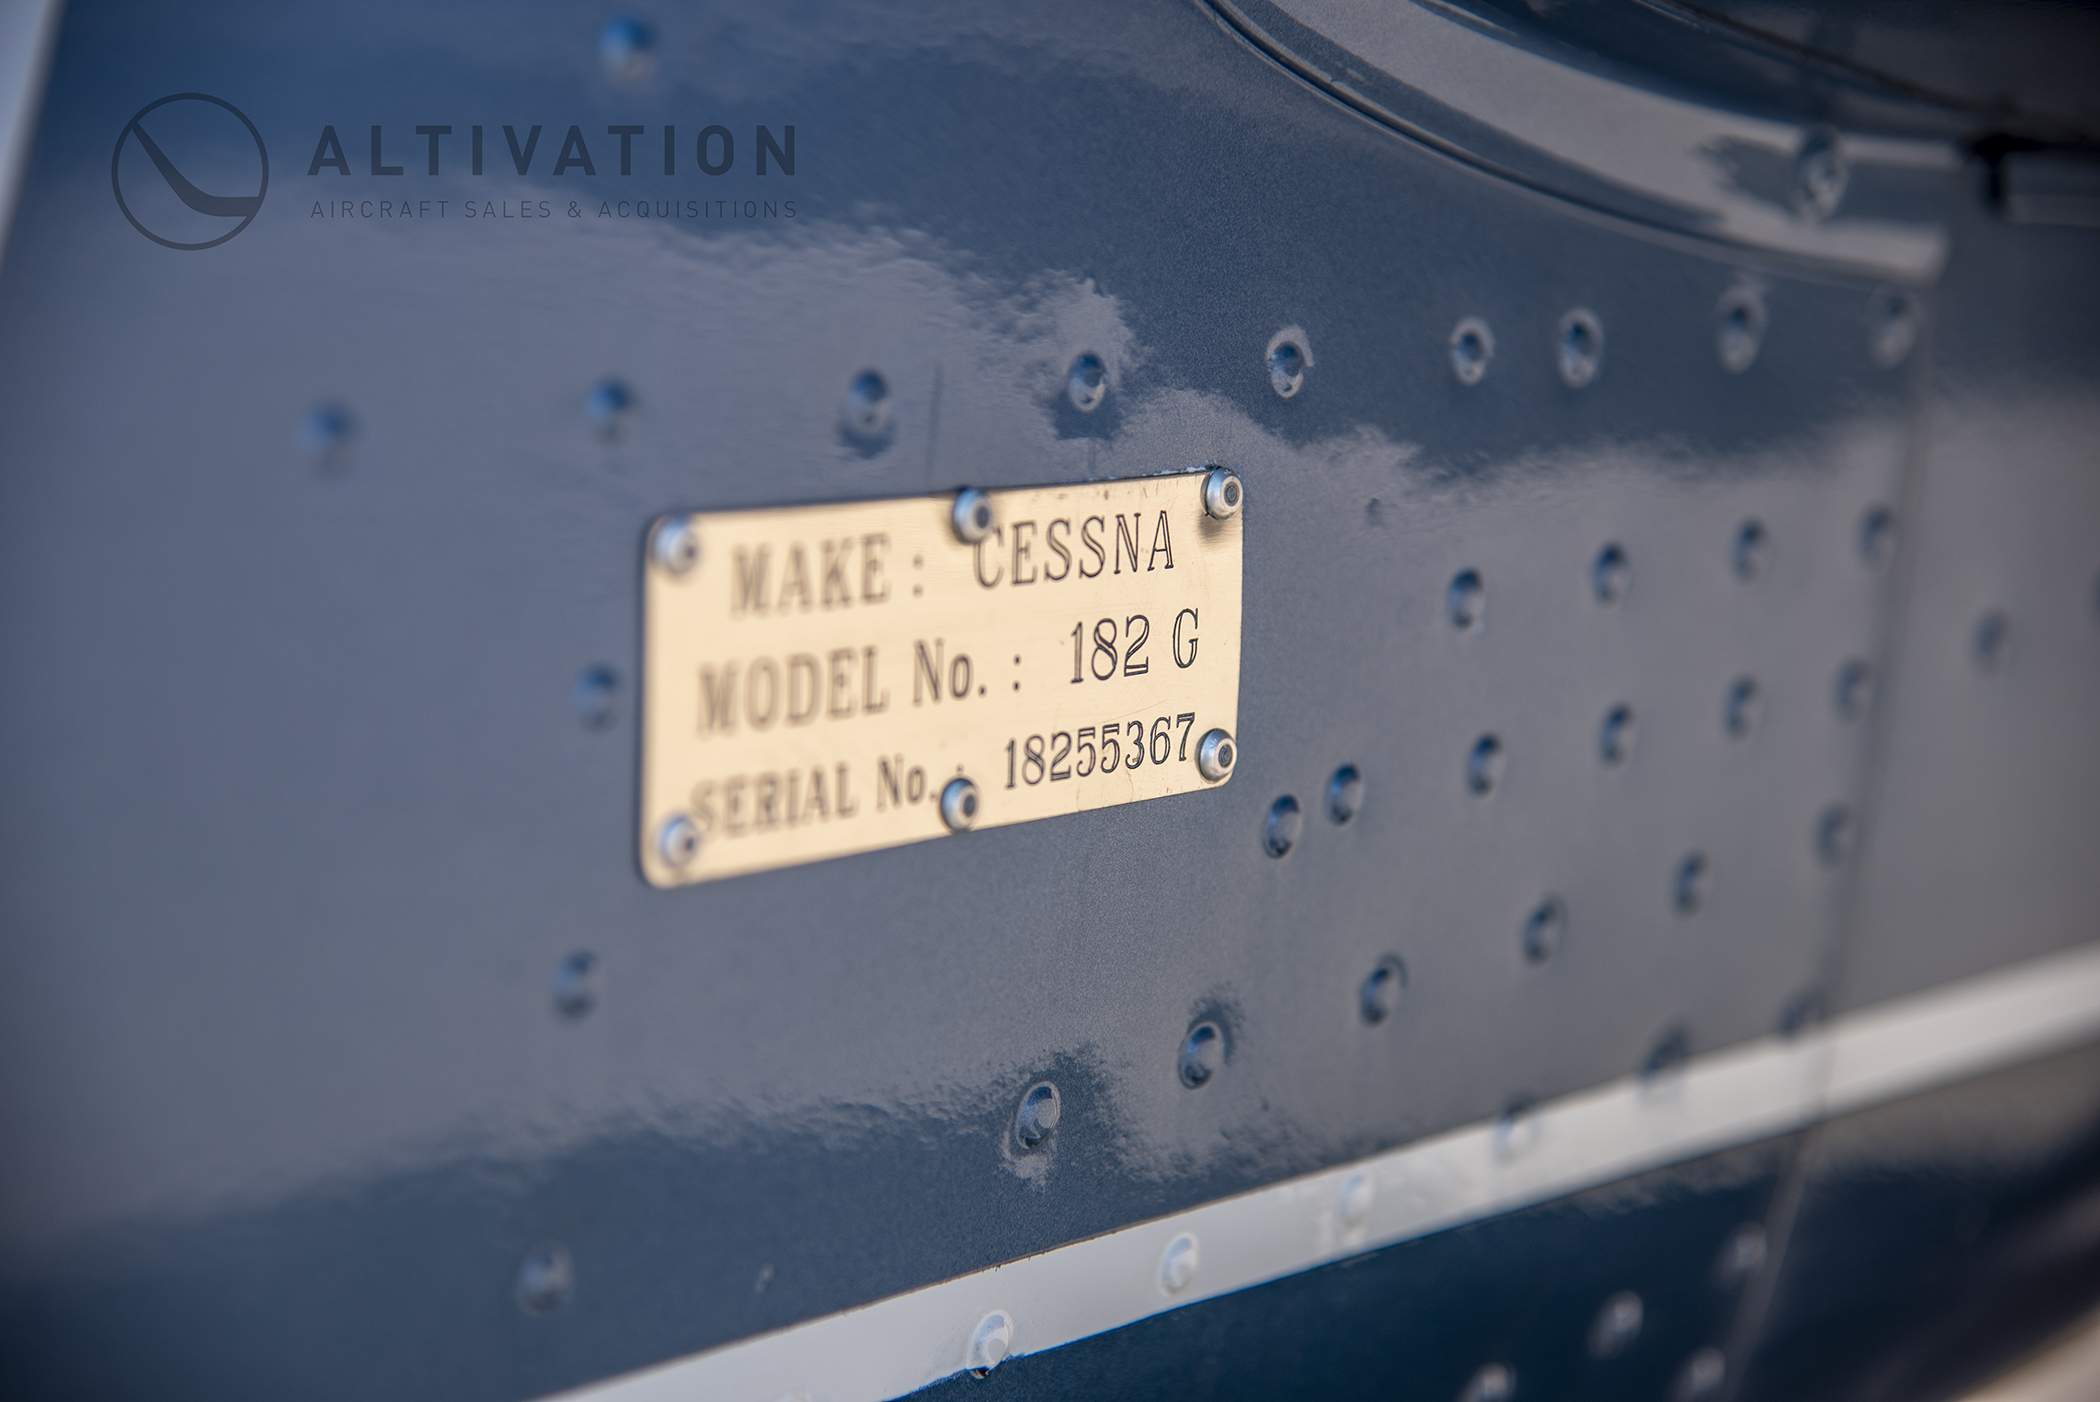 ALTIVATION
AIRCRAFT SALES & ACQUISITIONS
MAKE : CESSNA
MODEL No. : 182 G
SERIAL No. : 18255367